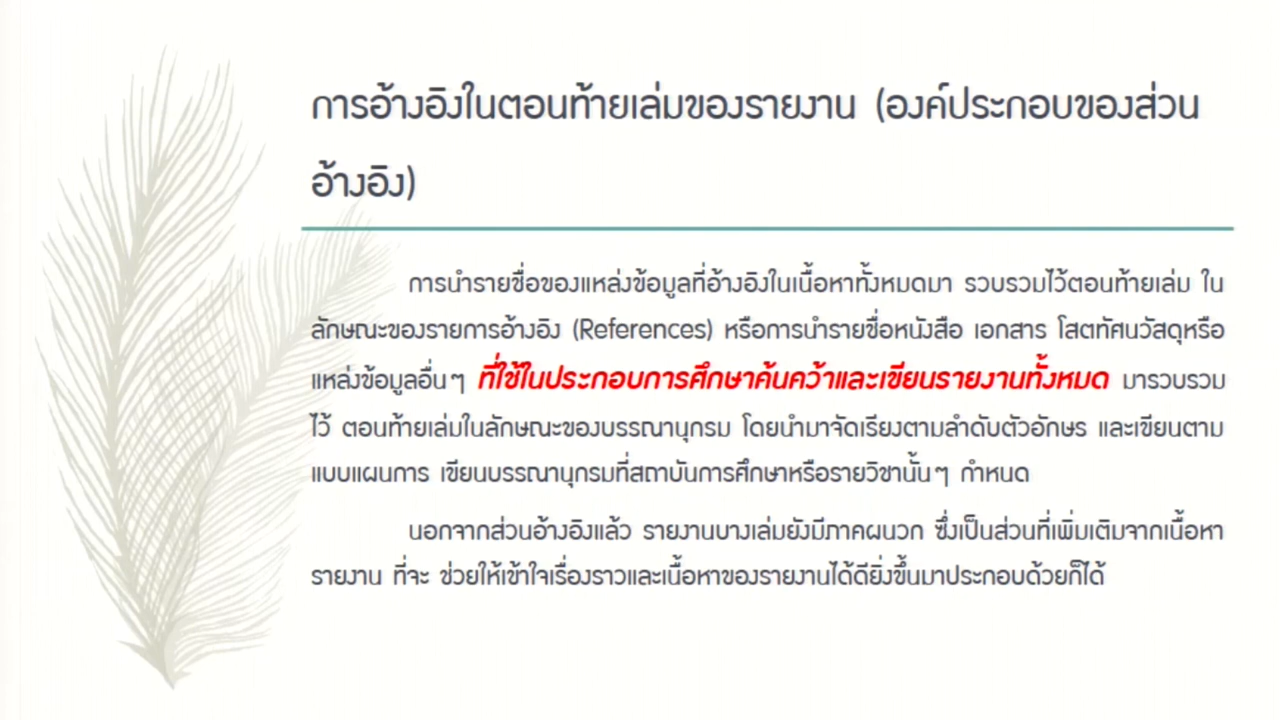 การอ้างอิงในตอนท้ายเล่มของรายงาน (องค์ประกอบของส่วน
อ้างอิง)
การนำรายชื่อของแหล่งข้อมูลที่อ้างอิงในเนื้อหาทั้งหมดมา รวบรวมไว้ตอนท้ายเล่ม ใน
ลักษณะของรายการอ้างอิง (References) หรือการนำรายชื่อหนังสือ เอกสาร โสตทัศนวัสดุหรือ
แหล่งข้อมูลอื่นๆ ที่ใช้ในประกอบการศึกษาค้นคว้าและเขียนรายงานทั้งหมด มารวบรวม
ไว้ ตอนท้ายเล่มในลักษณะของบรรณานุกรม โดยนำมาจัดเรียงตามลำดับตัวอักษร และเขียนตาม
แบบแผนการ เขียนบรรณานุกรมที่สถาบันการศึกษาหรือรายวิชานั้นๆ กำหนด
นอกจากส่วนอ้างอิงแล้ว รายงานบางเล่มยังมีภาคผนวก ซึ่งเป็นส่วนที่เพิ่มเติมจากเนื้อหา
รายงาน ที่จะ ช่วยให้เข้าใจเรื่องราวและเนื้อหาของรายงานได้ดียิ่งขึ้นมาประกอบด้วยก็ได้